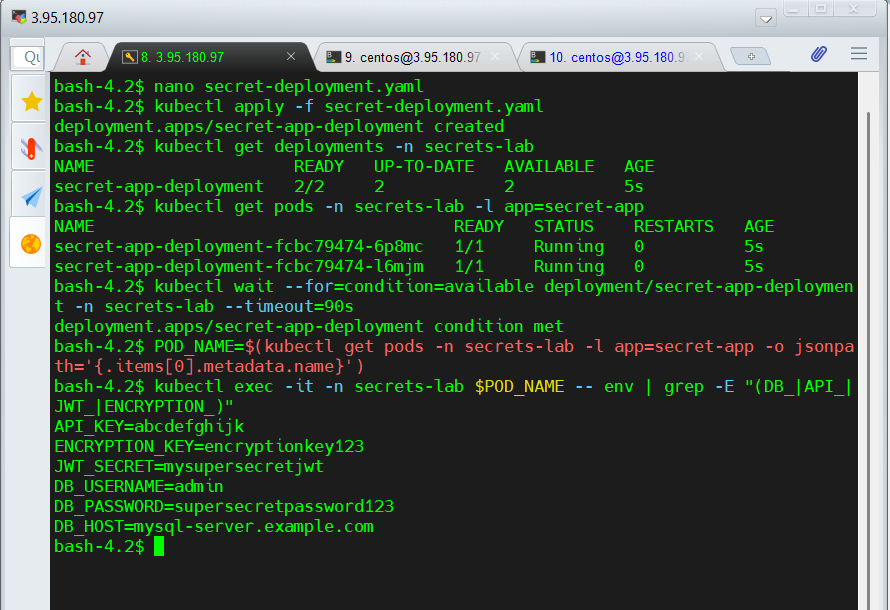 3.95.180.97
Qu
8. 3.95.180.97
9. centos@3.95.180.97
10. centos@3.95.180.97
bash-4.2$ nano secret-deployment.yaml
bash-4.2$ kubectl apply -f secret-deployment.yaml
deployment.apps/secret-app-deployment created
bash-4.2$ kubectl get deployments -n secrets-lab
NAME                    READY   UP-TO-DATE   AVAILABLE   AGE
secret-app-deployment   2/2     2            2           5s
bash-4.2$ kubectl get pods -n secrets-lab -l app=secret-app
NAME                                    READY   STATUS    RESTARTS   AGE
secret-app-deployment-fcbc79474-6p8mc   1/1     Running   0          5s
secret-app-deployment-fcbc79474-l6mjm   1/1     Running   0          5s
bash-4.2$ kubectl wait --for=condition=available deployment/secret-app-deploymen
t -n secrets-lab --timeout=90s
deployment.apps/secret-app-deployment condition met
bash-4.2$ POD_NAME=$(kubectl get pods -n secrets-lab -l app=secret-app -o jsonpa
th='{.items[0].metadata.name}')
bash-4.2$ kubectl exec -it -n secrets-lab $POD_NAME -- env | grep -E "(DB_|API_|
JWT_|ENCRYPTION_)"
API_KEY=abcdefghijk
ENCRYPTION_KEY=encryptionkey123
JWT_SECRET=mysupersecretjwt
DB_USERNAME=admin
DB_PASSWORD=supersecretpassword123
DB_HOST=mysql-server.example.com
bash-4.2$